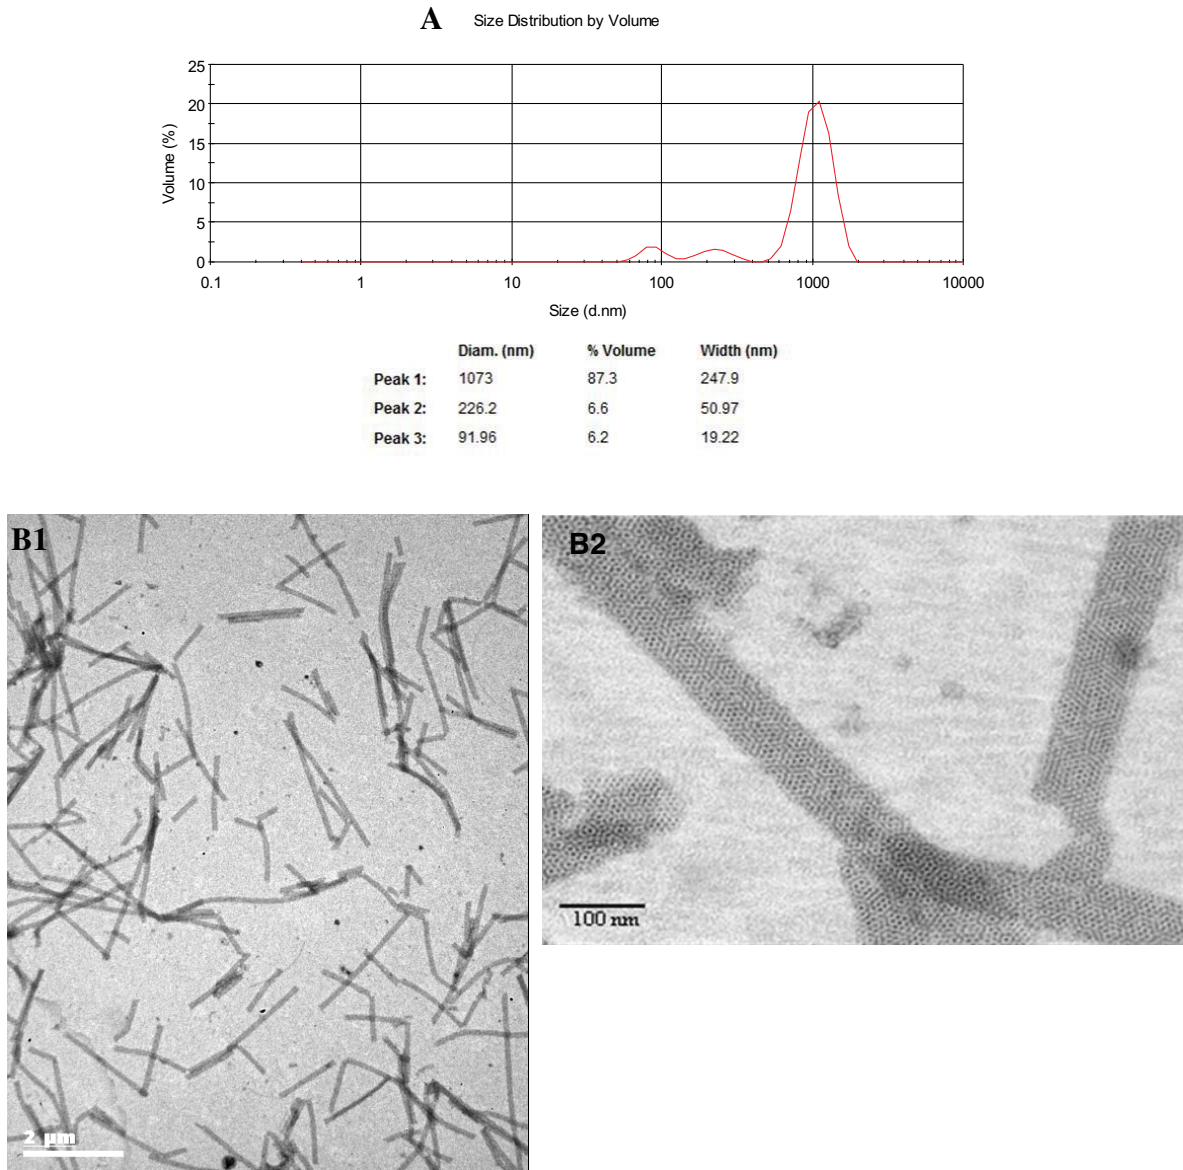 A Size Distribution by Volume
25
20
15
10
5
0
Volume (%)
0.1 1 10 100 1000 10000
Size (d.nm)
Diam. (nm) % Volume Width (nm)
Peak 1: 1073 87.3 247.9
Peak 2: 226.2 6.6 50.97
Peak 3: 91.96 6.2 19.22
B1
B2
100 nm
2 µm